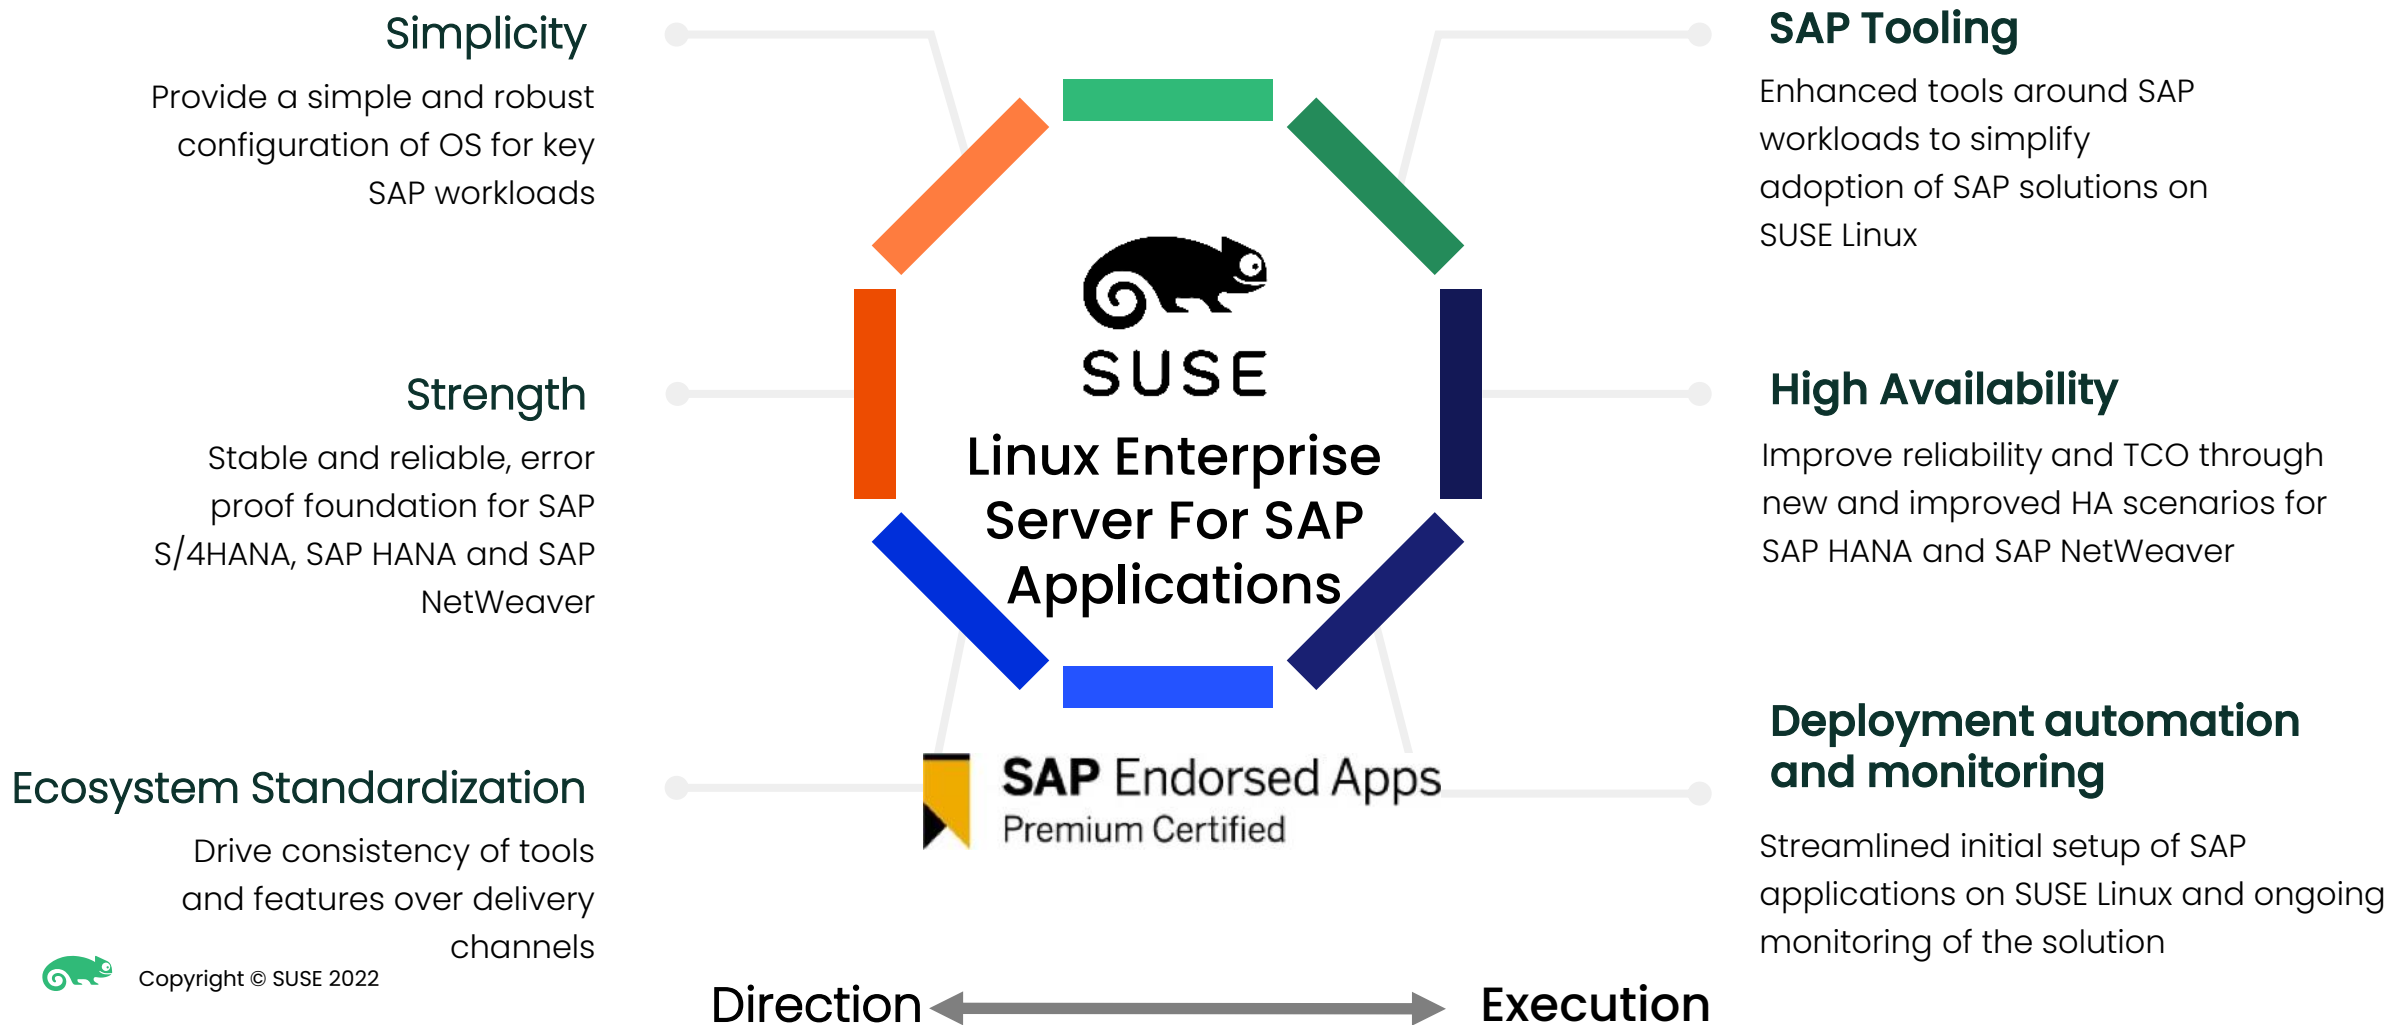 Simplicity
Provide a simple and robust
configuration of OS for key
SAP workloads
Strength
Stable and reliable, error
proof foundation for SAP
S/4HANA, SAP HANA and SAP
NetWeaver
Ecosystem Standardization
Drive consistency of tools
and features over delivery
channels
SUSE
Linux Enterprise
Server For SAP
Applications
SAP Endorsed Apps
Premium Certified
SAP Tooling
Enhanced tools around SAP
workloads to simplify
adoption of SAP solutions on
SUSE Linux
High Availability
Improve reliability and TCO through
new and improved HA scenarios for
SAP HANA and SAP NetWeaver
Deployment automation
and monitoring
Streamlined initial setup of SAP
applications on SUSE Linux and ongoing
monitoring of the solution
Copyright © SUSE 2022
Direction
Execution